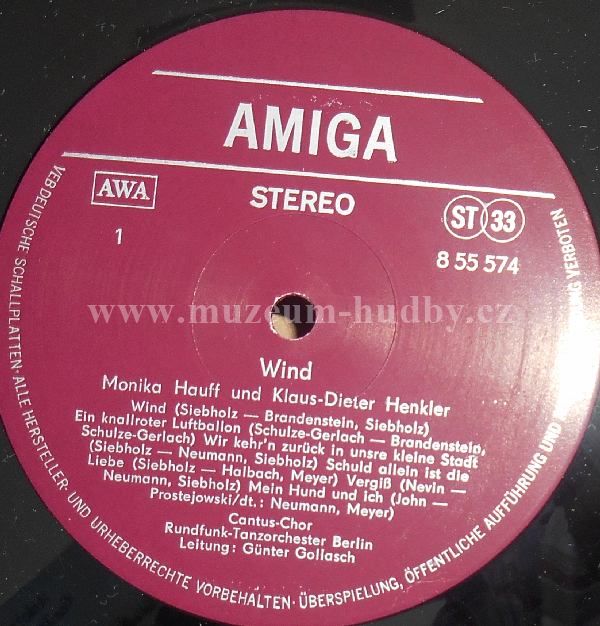 AMIGA
AWA
STEREO
ST 33
1
8 55 574
www.muzeum-hudby.cz
Wind
Monika Hauff und Klaus-Dieter Henkler
Wind (Siebholz — Brandenstein, Siebholz)
Ein knallroter Luftballon (Schulze-Gerlach — Brandenstein,
Schulze-Gerlach) Wir kehr'n zurück in unsre kleine Stadt
(Siebholz — Neumann, Siebholz) Schuld allein ist die
Liebe (Siebholz — Halbach, Meyer) Vergiß (Nevin —
Neumann, Siebholz) Mein Hund und ich (John —
Prostejowski/dt.: Neumann, Meyer)
Cantus-Chor
Rundfunk-Tanzorchester Berlin
Leitung: Günter Gollasch
VEB DEUTSCHE SCHALLPLATTEN · ALLE HERSTELLER- UND URHEBERRECHTE VORBEHALTEN · ÜBERSPIELUNG, ÖFFENTLICHE AUFFÜHRUNG UND VERBOTEN